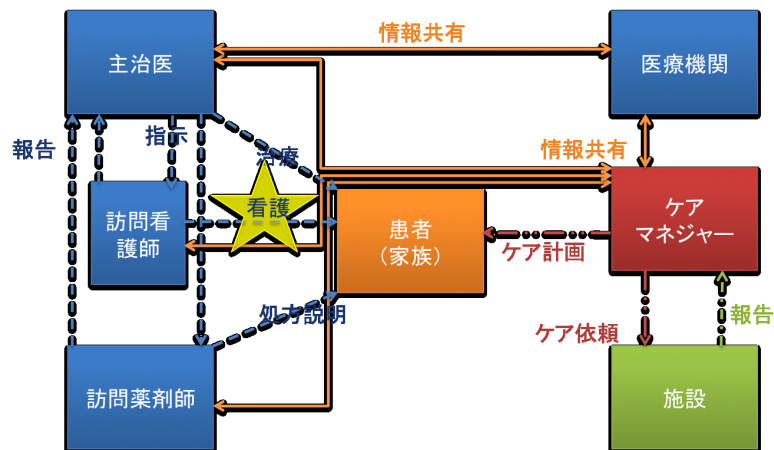 情報共有
主治医
医療機関
報告
指示
治療
情報共有
看護
訪問看
護師
患者
（家族）
ケア
マネジャー
ケア計画
処方説明
ケア依頼
報告
訪問薬剤師
施設